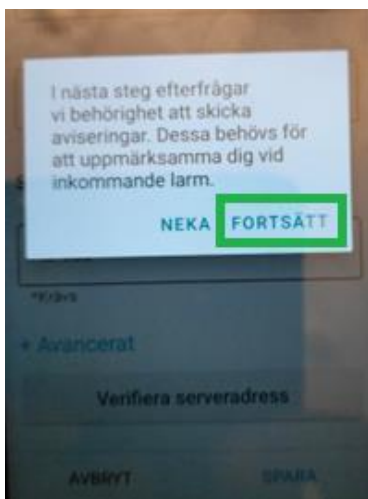 I nästa steg efterfrågar
vi behörighet att skicka
aviseringar. Dessa behövs för
att uppmärksamma dig vid
inkommande larm.
NEKA FORTSÄTT
*Krävs
+ Avancerat
Verifiera serveradress
AVBRYT SPARA